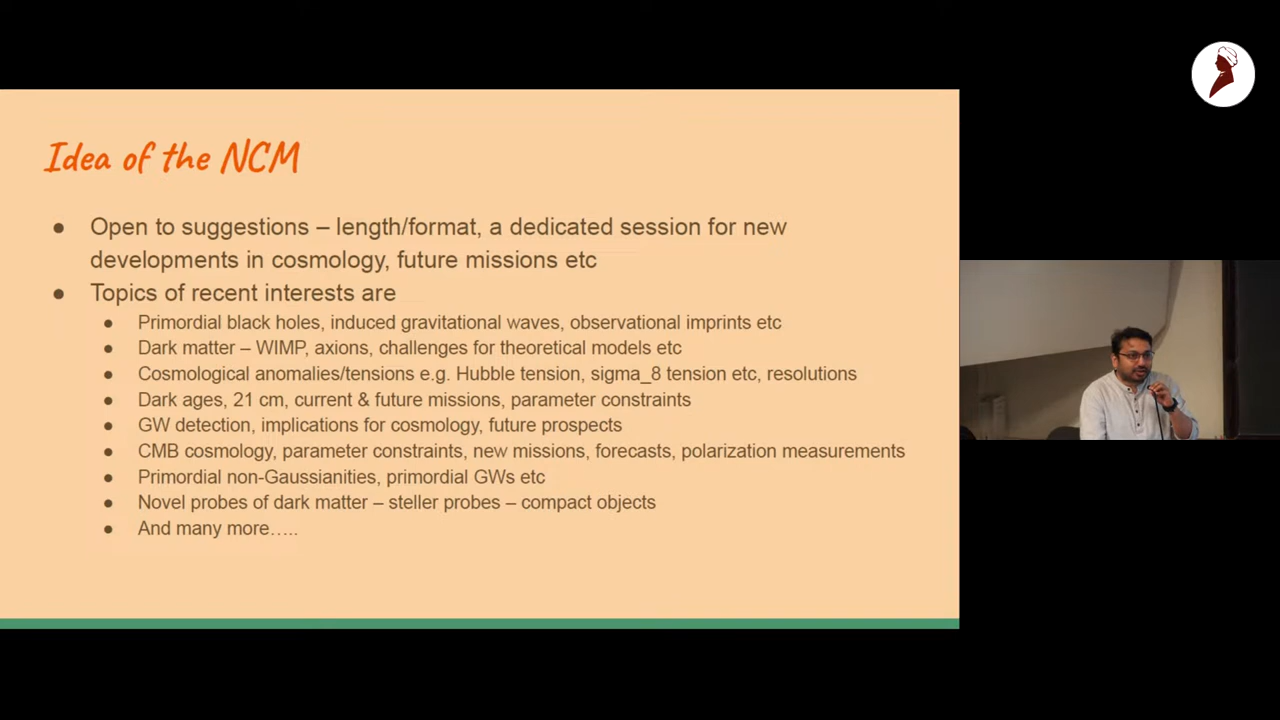 Idea of the NCM
● Open to suggestions – length/format, a dedicated session for new
developments in cosmology, future missions etc
● Topics of recent interests are
● Primordial black holes, induced gravitational waves, observational imprints etc
● Dark matter – WIMP, axions, challenges for theoretical models etc
● Cosmological anomalies/tensions e.g. Hubble tension, sigma_8 tension etc, resolutions
● Dark ages, 21 cm, current & future missions, parameter constraints
● GW detection, implications for cosmology, future prospects
● CMB cosmology, parameter constraints, new missions, forecasts, polarization measurements
● Primordial non-Gaussianities, primordial GWs etc
● Novel probes of dark matter – steller probes – compact objects
● And many more…..